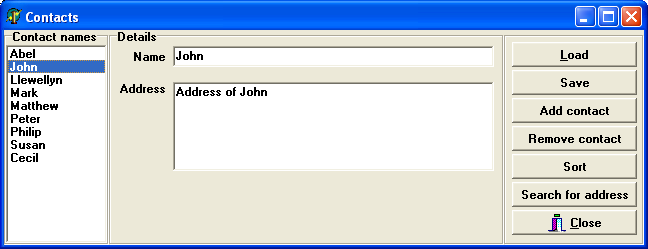 Contacts
Contact names
Abel
John
Llewellyn
Mark
Matthew
Peter
Philip
Susan
Cecil
Details
Name
John
Address
Address of John
Load
Save
Add contact
Remove contact
Sort
Search for address
Close